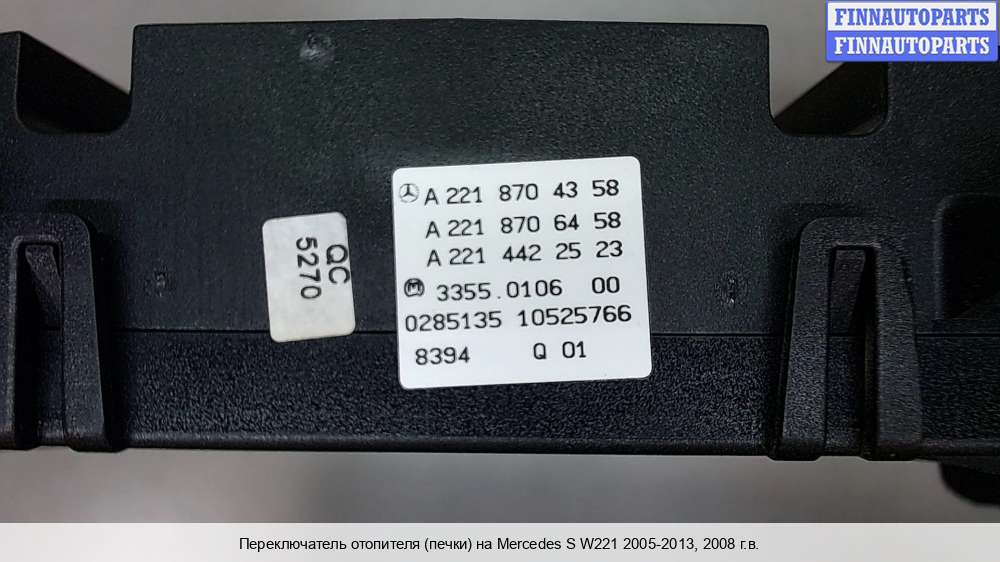 FINNAUTOPARTS
FINNAUTOPARTS
A 221 870 43 58
A 221 870 64 58
A 221 442 25 23
3355.0106 00
0285135 10525766
8394 Q 01
QC
5270
Переключатель отопителя (печки) на Mercedes S W221 2005-2013, 2008 г.в.